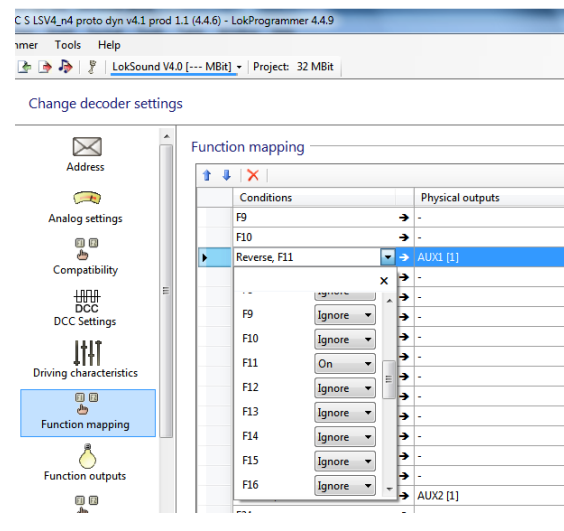 C S LSV4_n4 proto dyn v4.1 prod 1.1 (4.4.6) - LokProgrammer 4.4.9
mmer Tools Help
LokSound V4.0 [--- MBit] Project: 32 MBit
Change decoder settings
Address
Analog settings
Compatibility
DCC
DCC Settings
Driving characteristics
Function mapping
Function outputs
Function mapping
Conditions Physical outputs
F9 -
F10 -
Reverse, F11 AUX1 [1]
Ignore
F9 Ignore
F10 Ignore
F11 On
F12 Ignore
F13 Ignore
F14 Ignore
F15 Ignore
F16 Ignore
AUX2 [1]